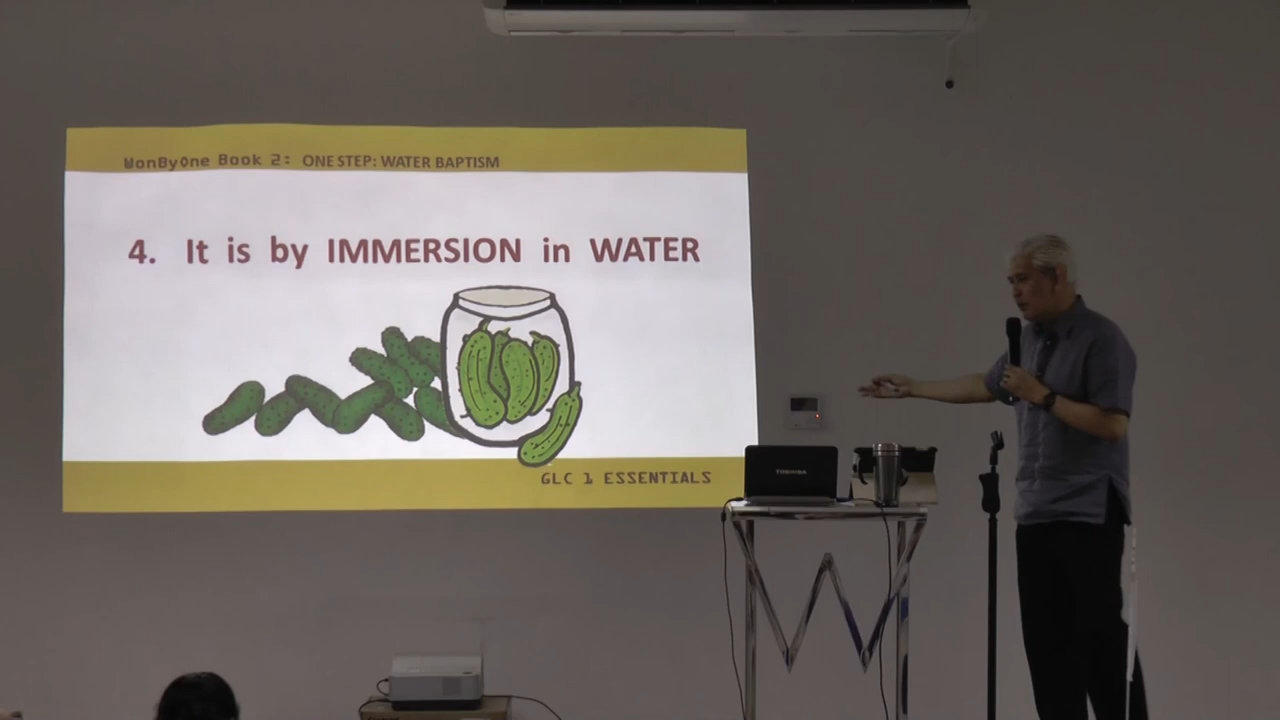 WonByOne Book 2: ONE STEP: WATER BAPTISM
4. It is by IMMERSION in WATER
GLC 1 ESSENTIALS
TOSHIBA